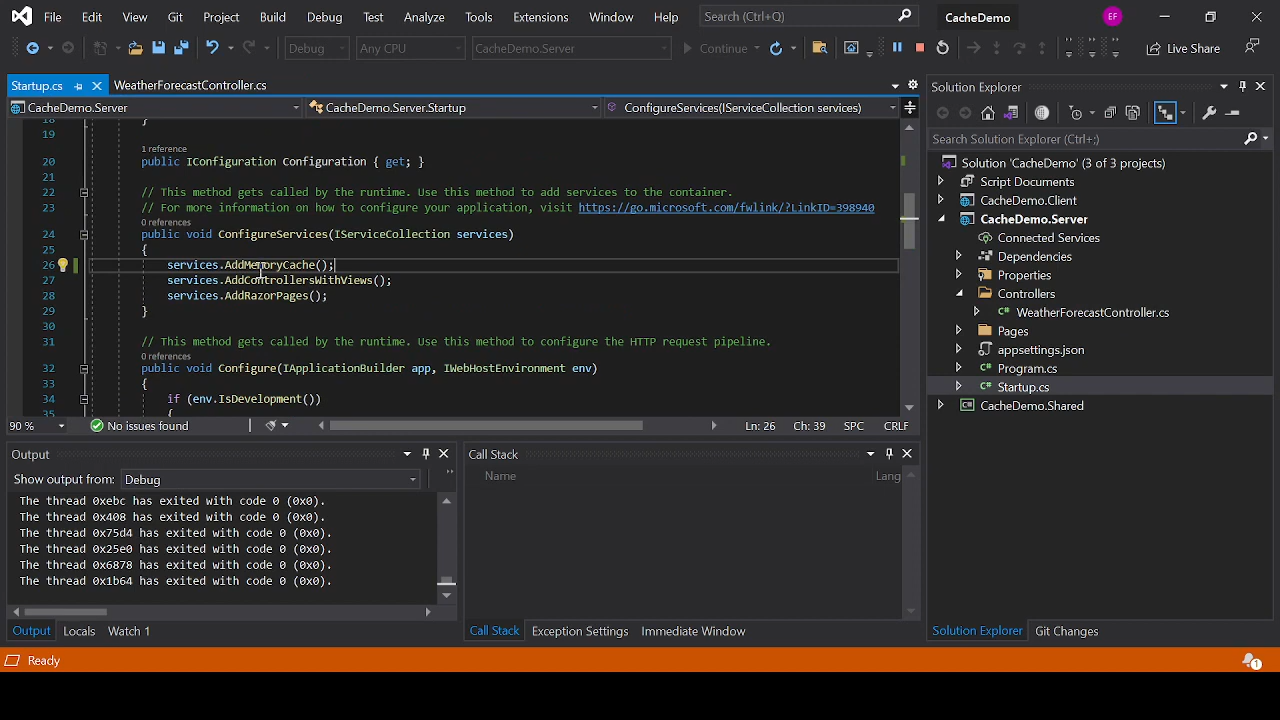 File Edit View Git Project Build Debug Test Analyze Tools Extensions Window Help Search (Ctrl+Q) CacheDemo EF
Debug Any CPU CacheDemo.Server Continue Live Share
Startup.cs WeatherForecastController.cs
CacheDemo.Server CacheDemo.Server.Startup ConfigureServices(IServiceCollection services)
18 }
19
1 reference
20 public IConfiguration Configuration { get; }
21
22 // This method gets called by the runtime. Use this method to add services to the container.
23 // For more information on how to configure your application, visit https://go.microsoft.com/fwlink/?LinkID=398940
0 references
24 public void ConfigureServices(IServiceCollection services)
25 {
26 services.AddMemoryCache();
27 services.AddControllersWithViews();
28 services.AddRazorPages();
29 }
30
31 // This method gets called by the runtime. Use this method to configure the HTTP request pipeline.
0 references
32 public void Configure(IApplicationBuilder app, IWebHostEnvironment env)
33 {
34 if (env.IsDevelopment())
35 {
90 % No issues found Ln: 26 Ch: 39 SPC CRLF
Output
Show output from: Debug
The thread 0xebc has exited with code 0 (0x0).
The thread 0x408 has exited with code 0 (0x0).
The thread 0x75d4 has exited with code 0 (0x0).
The thread 0x25e0 has exited with code 0 (0x0).
The thread 0x6878 has exited with code 0 (0x0).
The thread 0x1b64 has exited with code 0 (0x0).
Output Locals Watch 1
Call Stack
Name Lang
Call Stack Exception Settings Immediate Window
Solution Explorer
Search Solution Explorer (Ctrl+;)
Solution 'CacheDemo' (3 of 3 projects)
Script Documents
CacheDemo.Client
CacheDemo.Server
Connected Services
Dependencies
Properties
Controllers
C# WeatherForecastController.cs
Pages
appsettings.json
C# Program.cs
C# Startup.cs
C# CacheDemo.Shared
Solution Explorer Git Changes
Ready 1